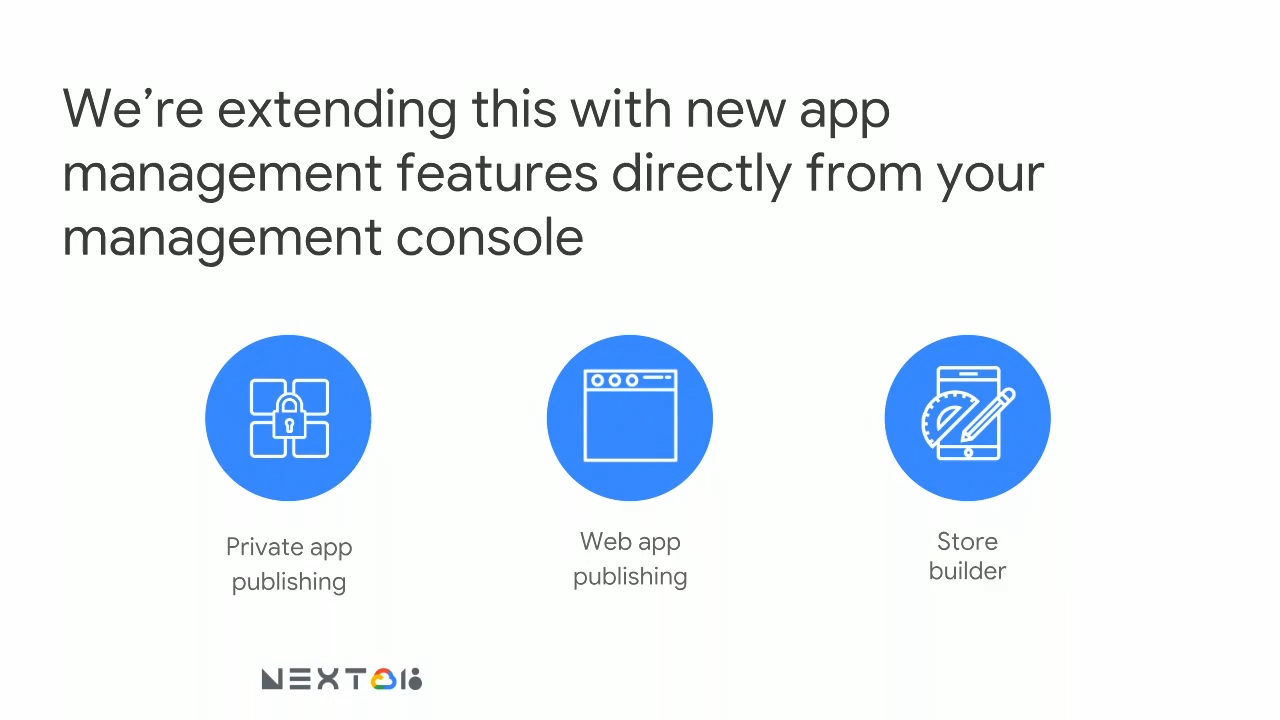 We're extending this with new app
management features directly from your
management console
Private app
publishing
Web app
publishing
Store
builder
NEXT 18